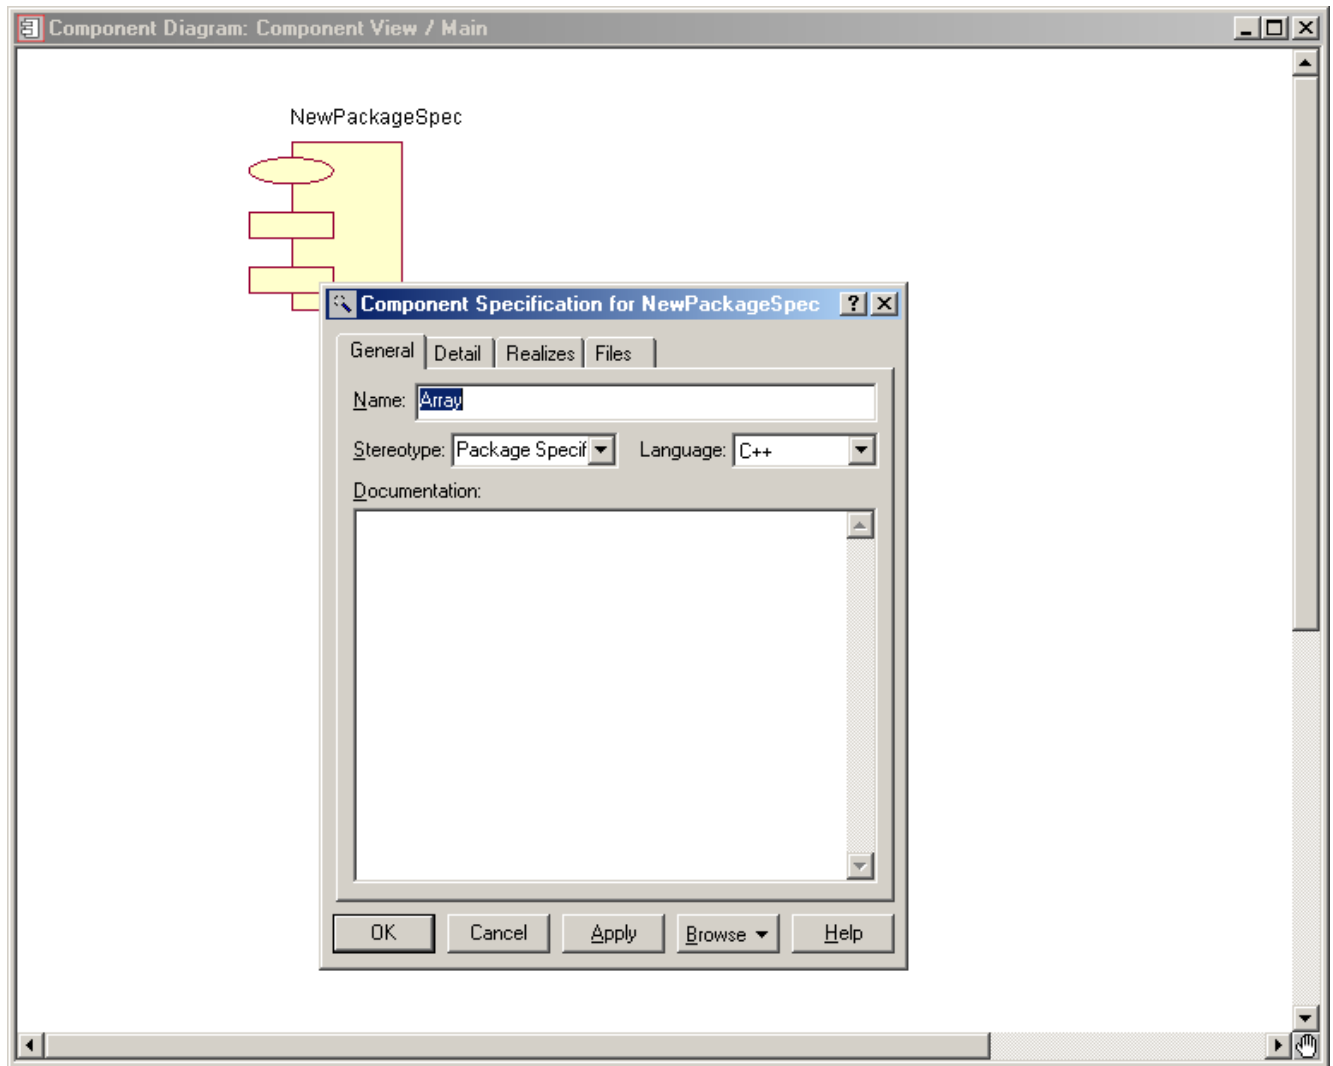 Component Diagram: Component View / Main
NewPackageSpec
Component Specification for NewPackageSpec
General Detail Realizes Files
Name: Array
Stereotype: Package Specif Language: C++
Documentation:
OK Cancel Apply Browse Help